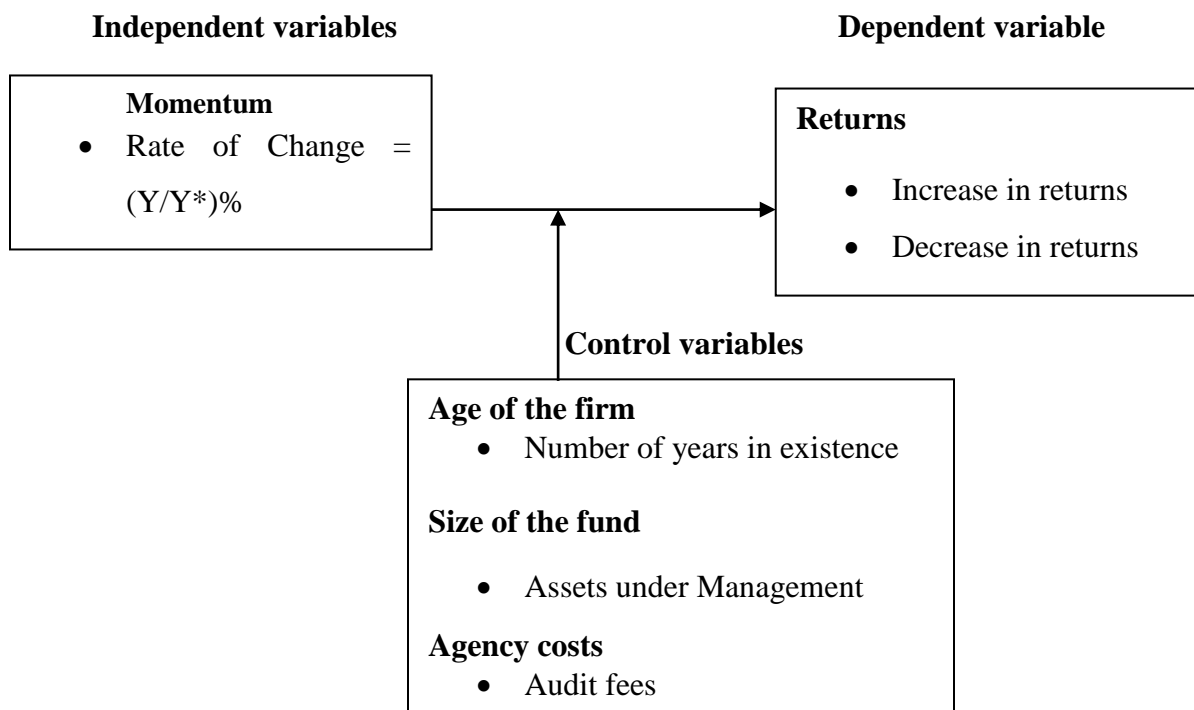 Independent variables
Dependent variable
Momentum
• Rate of Change =
(Y/Y*)%
Returns
• Increase in returns
• Decrease in returns
Control variables
Age of the firm
• Number of years in existence
Size of the fund
• Assets under Management
Agency costs
• Audit fees